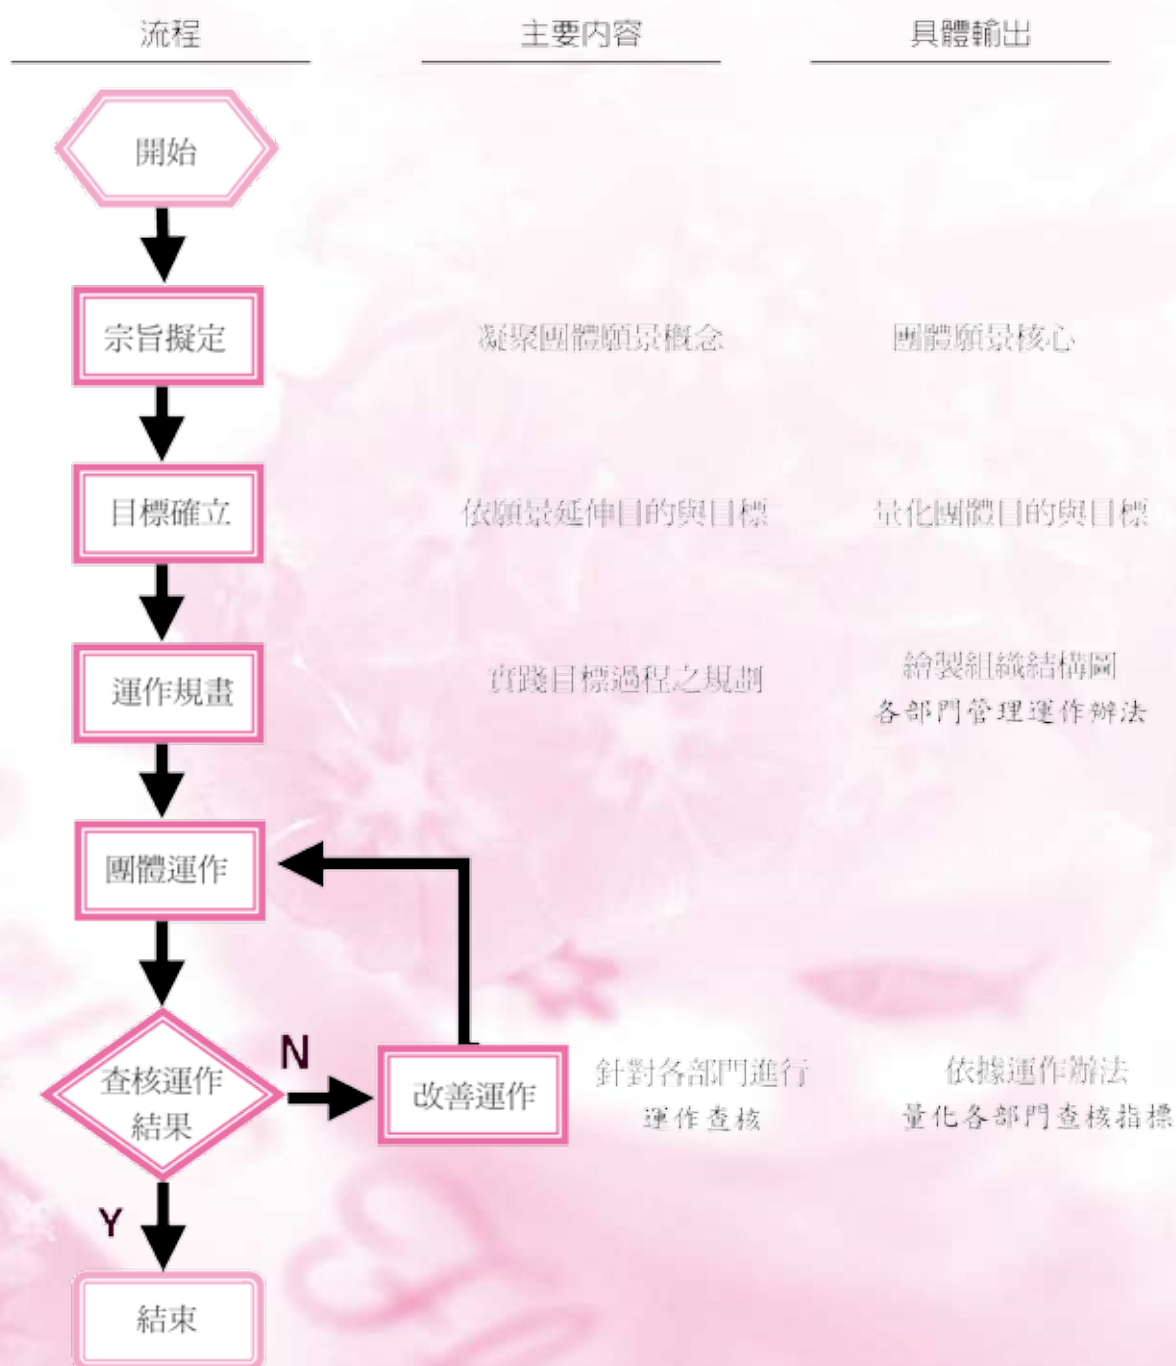 流程
主要內容
具體輸出
開始
宗旨擬定
凝聚團體願景概念
團體願景核心
目標確立
依願景延伸目的與目標
量化團體目的與目標
運作規畫
實踐目標過程之規劃
繪製組織結構圖
各部門管理運作辦法
團體運作
查核運作
結果
N
改善運作
針對各部門進行
運作查核
依據運作辦法
量化各部門查核指標
Y
結束